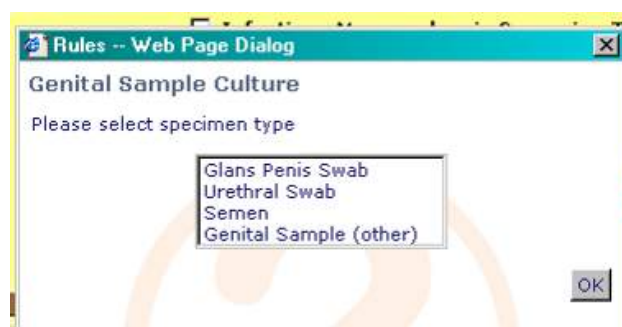 Rules -- Web Page Dialog
Genital Sample Culture
Please select specimen type
Glans Penis Swab
Urethral Swab
Semen
Genital Sample (other)
OK